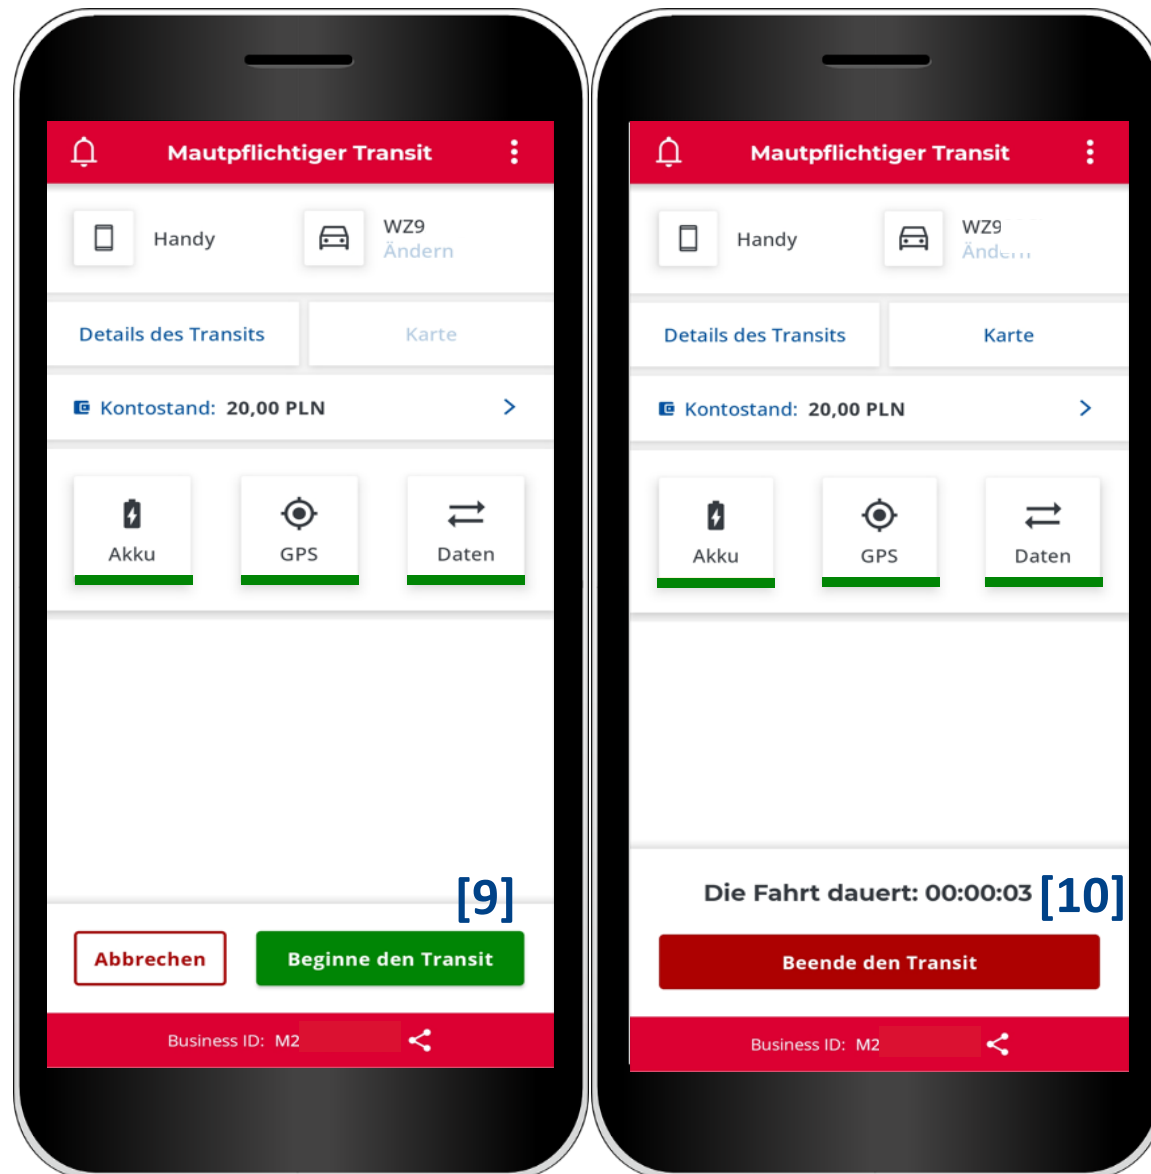 Mautpflichtiger Transit
Handy
WZ9
Ändern
Details des Transits
Karte
Kontostand: 20,00 PLN
Akku
GPS
Daten
[9]
Abbrechen
Beginne den Transit
Business ID: M2
Mautpflichtiger Transit
Handy
WZ9
Ändern
Details des Transits
Karte
Kontostand: 20,00 PLN
Akku
GPS
Daten
Die Fahrt dauert: 00:00:03
[10]
Beende den Transit
Business ID: M2